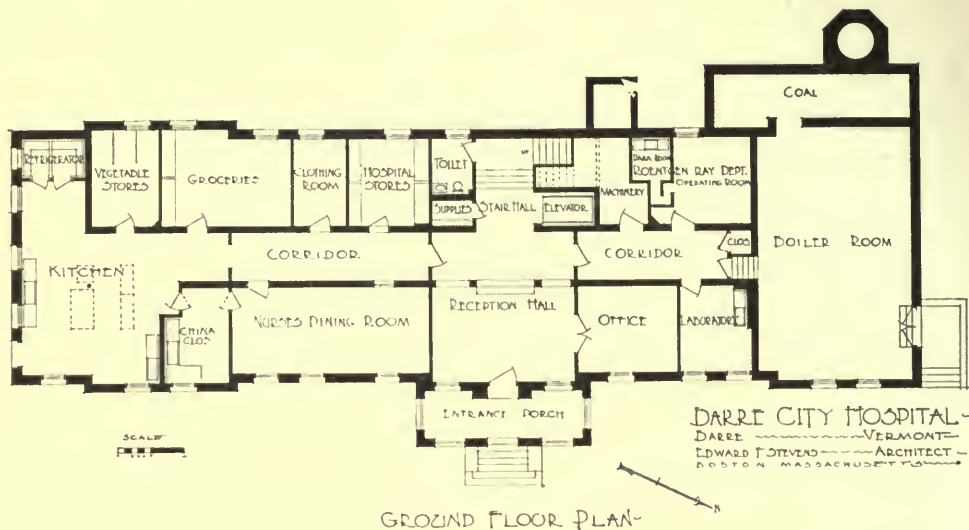 COAL
REFRIGERATOR
VEGETABLE
STORES
GROCERIES
CLOTHING
ROOM
HOSPITAL
STORES
TOILET
SUPPLIES
UP
STAIR HALL
ELEVATOR
MACHINERY
DARK ROOM
ROENTGEN RAY DEPT.
OPERATING ROOM
KITCHEN
CORRIDOR
CORRIDOR
CLOS
BOILER ROOM
CHINA
CLOS
NURSES DINING ROOM
RECEPTION HALL
OFFICE
LABORATORY
ENTRANCE PORCH
SCALE
N
BARRE CITY HOSPITAL
BARRE VERMONT
EDWARD F STEVENS ARCHITECT
BOSTON MASSACHUSETTS
GROUND FLOOR PLAN